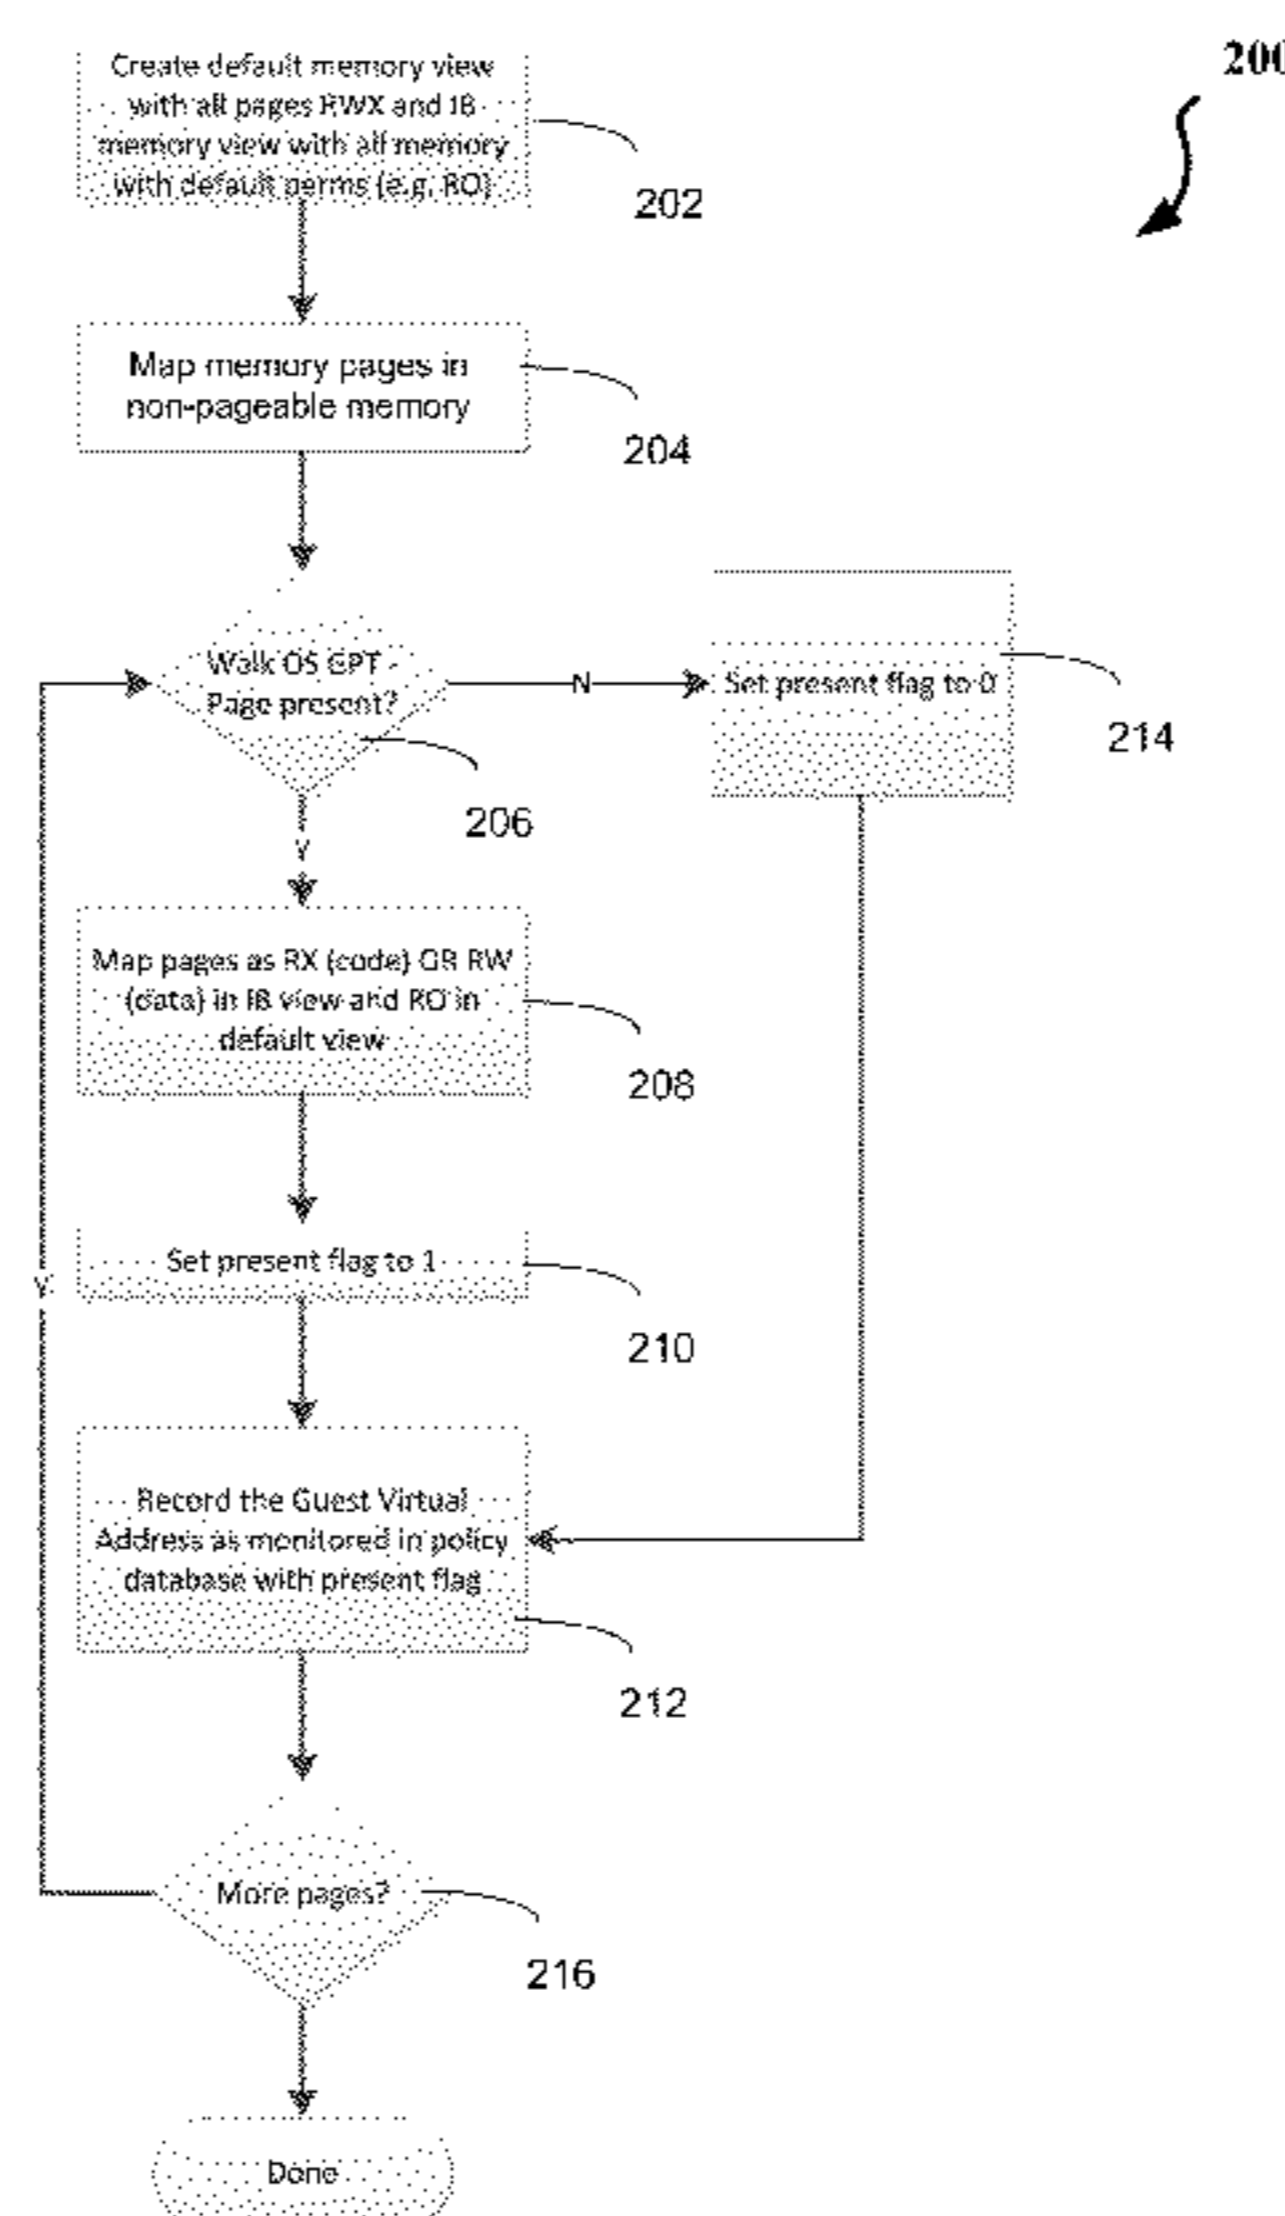 200
Create default memory view
with all pages RWX and IB
memory view with all memory
with default perms (e.g. RO)
202
Map memory pages in
non-pageable memory
204
Walk OS GPT
Page present?
206
N
Set present flag to 0
214
Y
Map pages as RX (code) OR RW
(data) in IB view and RO in
default view
208
Set present flag to 1
210
Y
Record the Guest Virtual
Address as monitored in policy
database with present flag
212
More pages?
216
Done